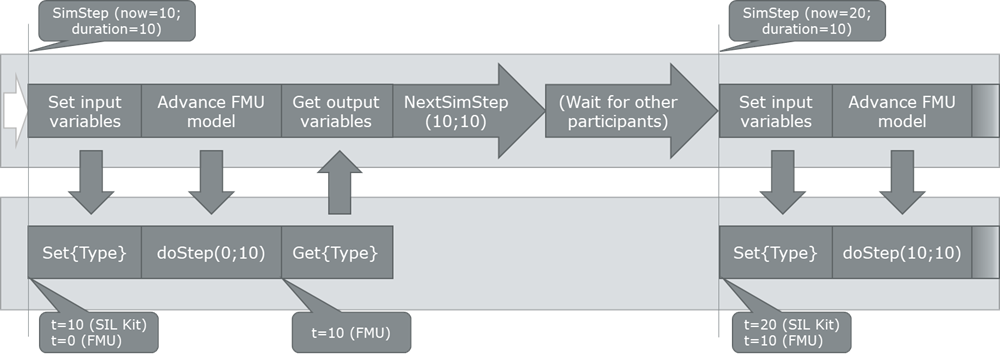 SimStep (now=10;
duration=10)
SimStep (now=20;
duration=10)
Set input
variables
Advance FMU
model
Get output
variables
NextSimStep
(10;10)
(Wait for other
participants)
Set input
variables
Advance FMU
model
Set{Type}
doStep(0;10)
Get{Type}
Set{Type}
doStep(10;10)
t=10 (SIL Kit)
t=0 (FMU)
t=10 (FMU)
t=20 (SIL Kit)
t=10 (FMU)